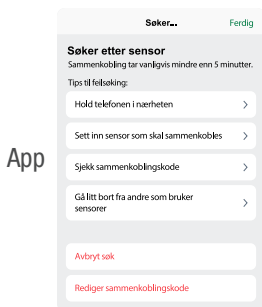 Søker...
Ferdig
Søker etter sensor
Sammenkobling tar vanligvis mindre enn 5 minutter.
Tips til feilsøking:
Hold telefonen i nærheten
Sett inn sensor som skal sammenkobles
App
Sjekk sammenkoblingskode
Gå litt bort fra andre som bruker
sensorer
Avbryt søk
Rediger sammenkoblingskode